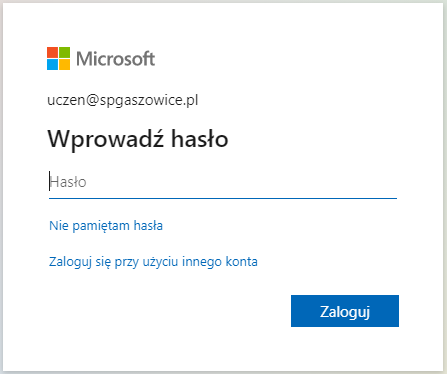 Microsoft
uczen@spgaszowice.pl
Wprowadź hasło
Hasło
Nie pamiętam hasła
Zaloguj się przy użyciu innego konta
Zaloguj